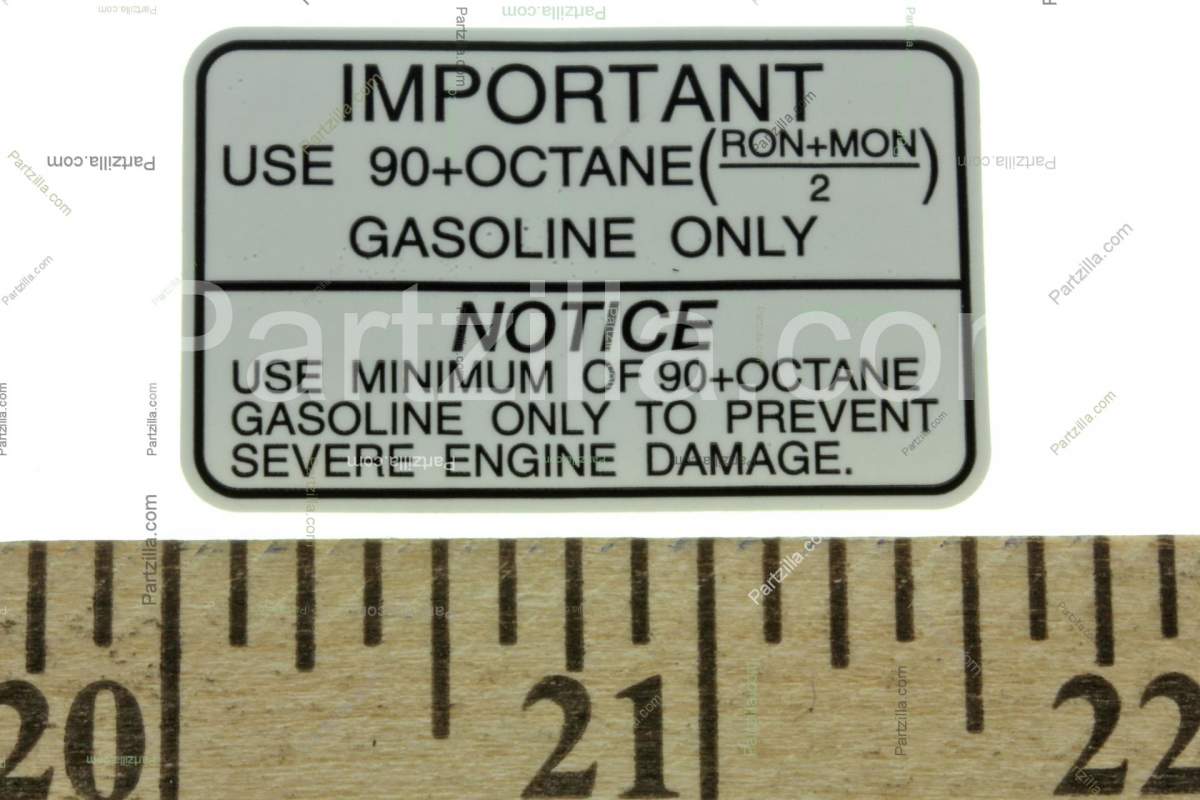 IMPORTANT
USE 90+OCTANE(RON+MON/2)
GASOLINE ONLY
NOTICE
USE MINIMUM OF 90+OCTANE
GASOLINE ONLY TO PREVENT
SEVERE ENGINE DAMAGE.
Partzilla.com
20 21 22